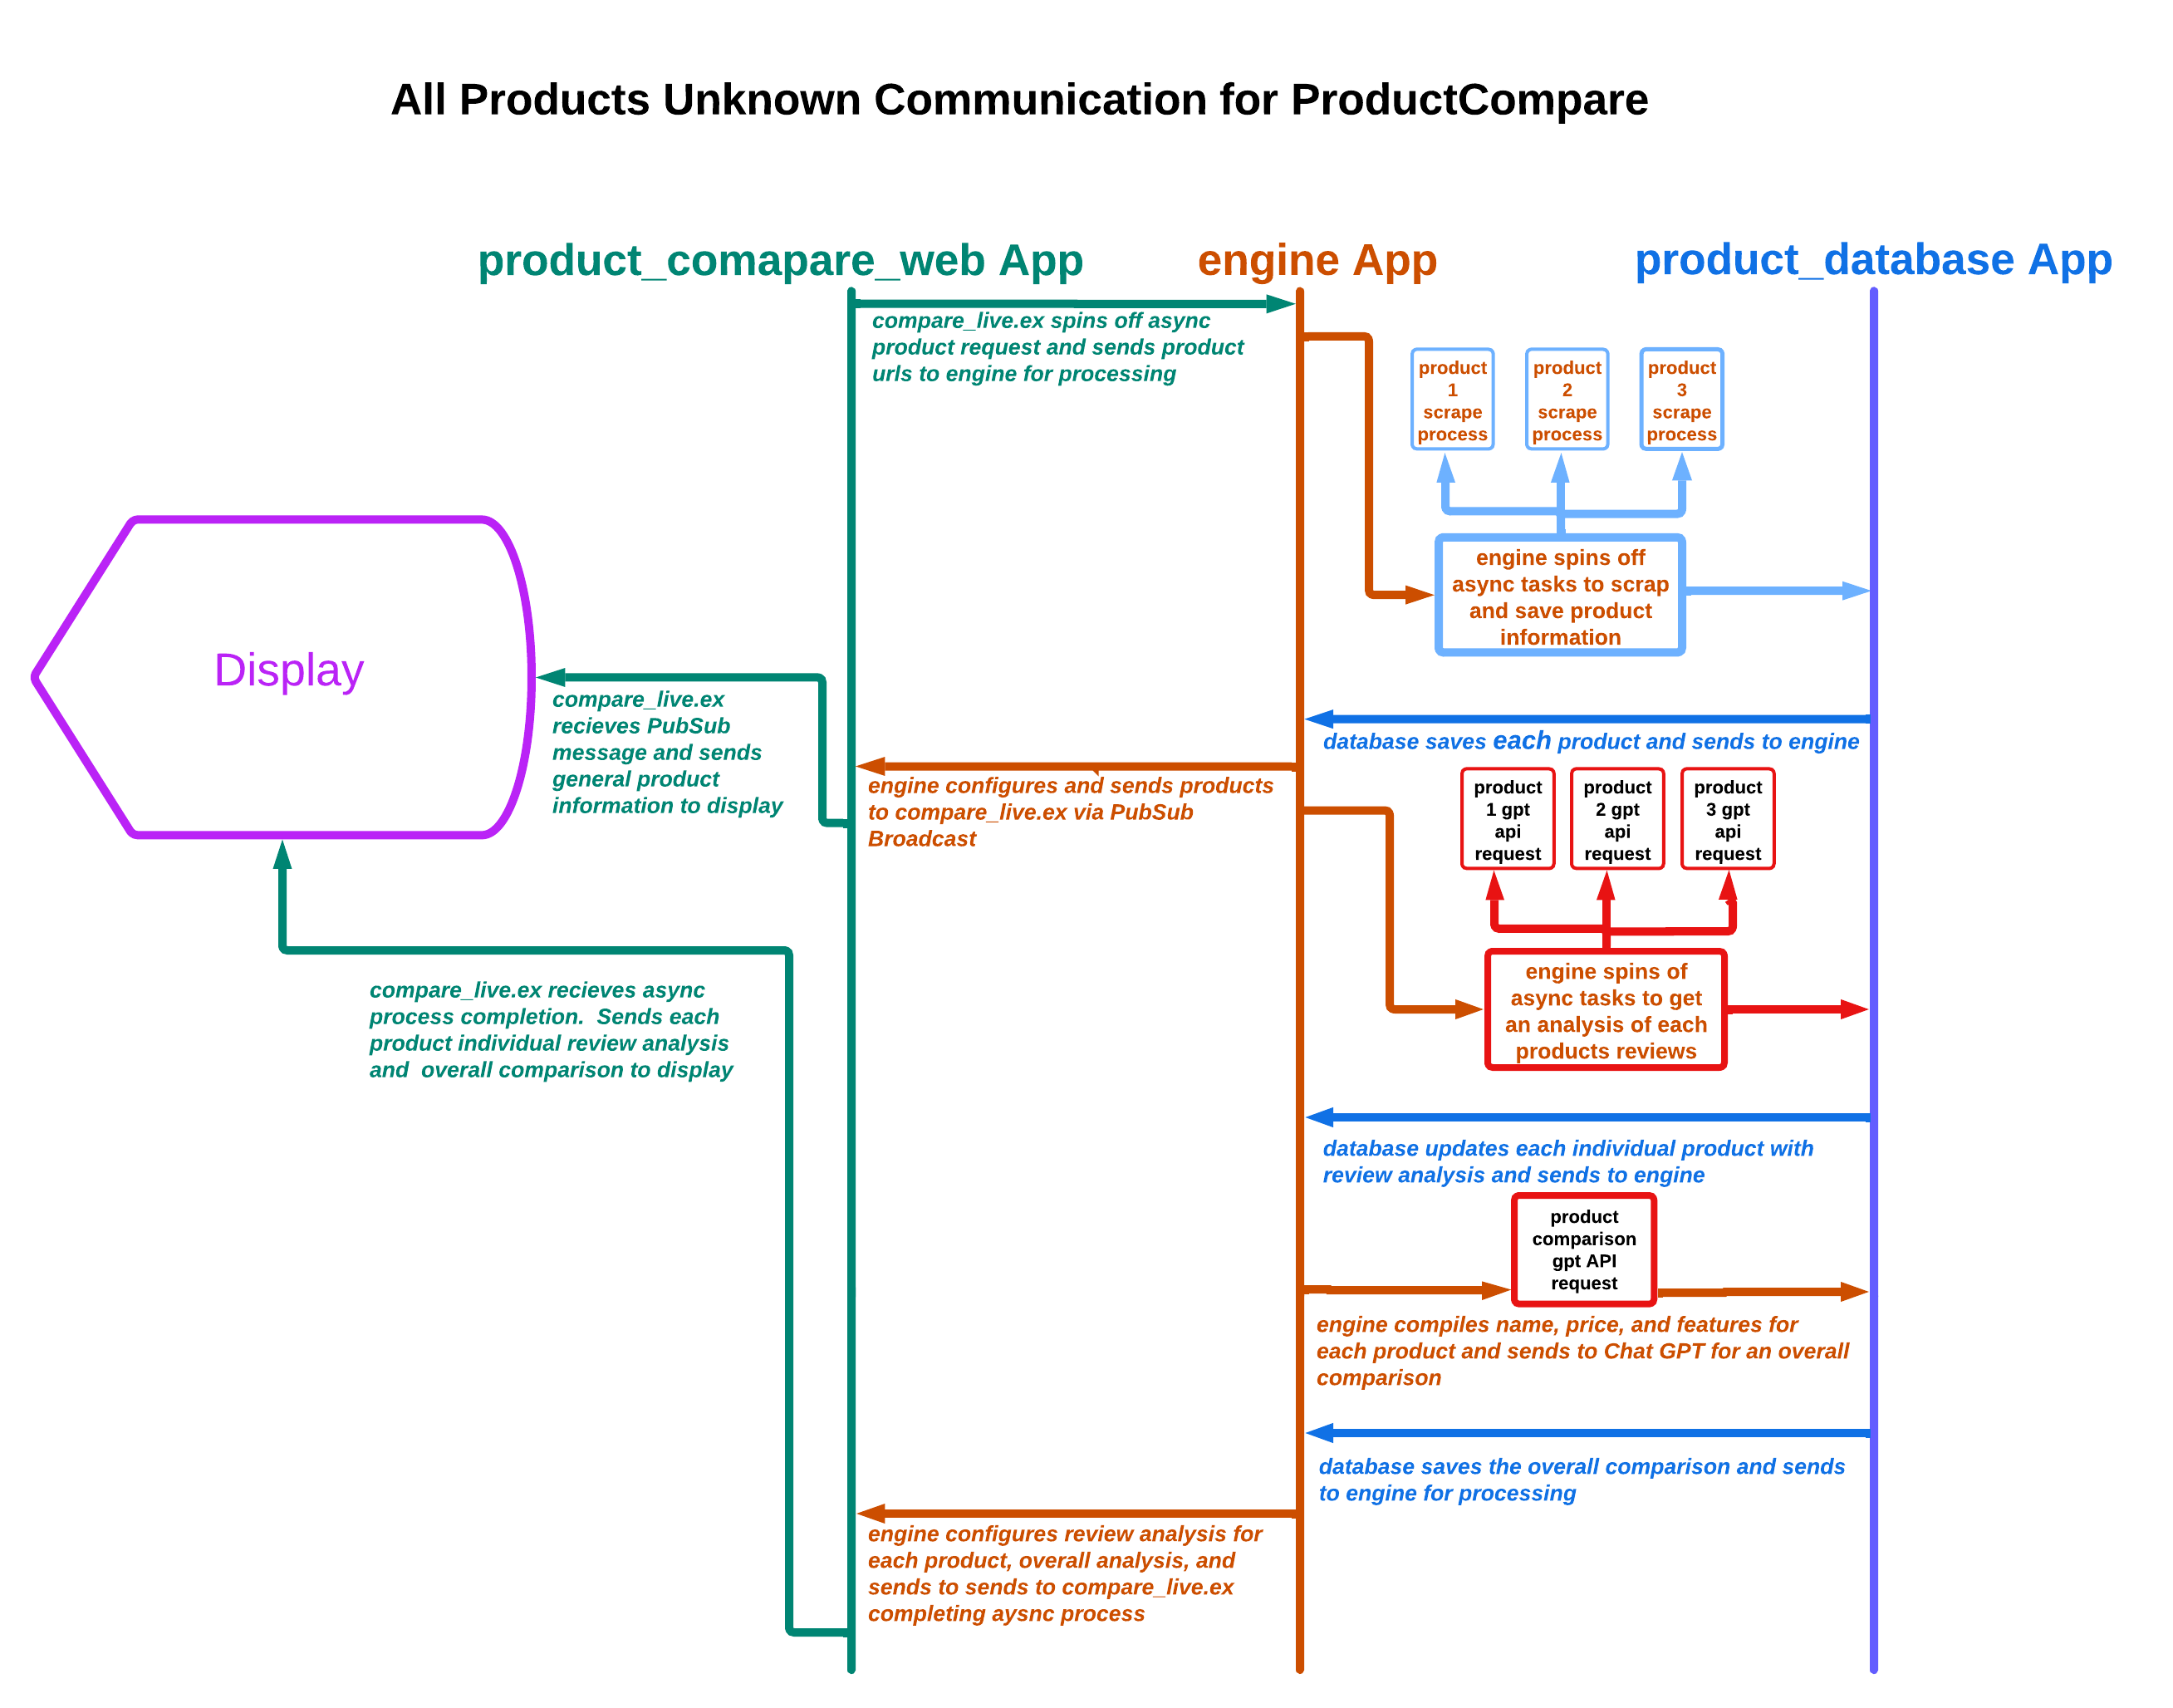 All Products Unknown Communication for ProductCompare
product_comapare_web App
engine App
product_database App
compare_live.ex spins off async
product request and sends product
urls to engine for processing
product
1
scrape
process
product
2
scrape
process
product
3
scrape
process
engine spins off
async tasks to scrap
and save product
information
Display
compare_live.ex
recieves PubSub
message and sends
general product
information to display
database saves each product and sends to engine
engine configures and sends products
to compare_live.ex via PubSub
Broadcast
product
1 gpt
api
request
product
2 gpt
api
request
product
3 gpt
api
request
engine spins of
async tasks to get
an analysis of each
products reviews
compare_live.ex recieves async
process completion.  Sends each
product individual review analysis
and  overall comparison to display
database updates each individual product with
review analysis and sends to engine
product
comparison
gpt API
request
engine compiles name, price, and features for
each product and sends to Chat GPT for an overall
comparison
database saves the overall comparison and sends
to engine for processing
engine configures review analysis for
each product, overall analysis, and
sends to sends to compare_live.ex
completing aysnc process